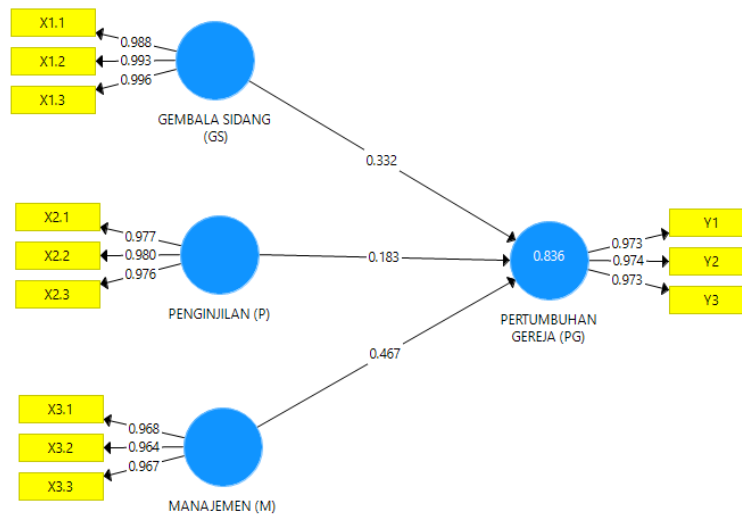 X1.1
X1.2
X1.3
0.988
0.993
0.996
GEMBALA SIDANG
(GS)
0.332
X2.1
X2.2
X2.3
0.977
0.980
0.976
PENGINJILAN (P)
0.183
X3.1
X3.2
X3.3
0.968
0.964
0.967
MANAJEMEN (M)
0.467
0.836
PERTUMBUHAN
GEREJA (PG)
0.973
0.974
0.973
Y1
Y2
Y3